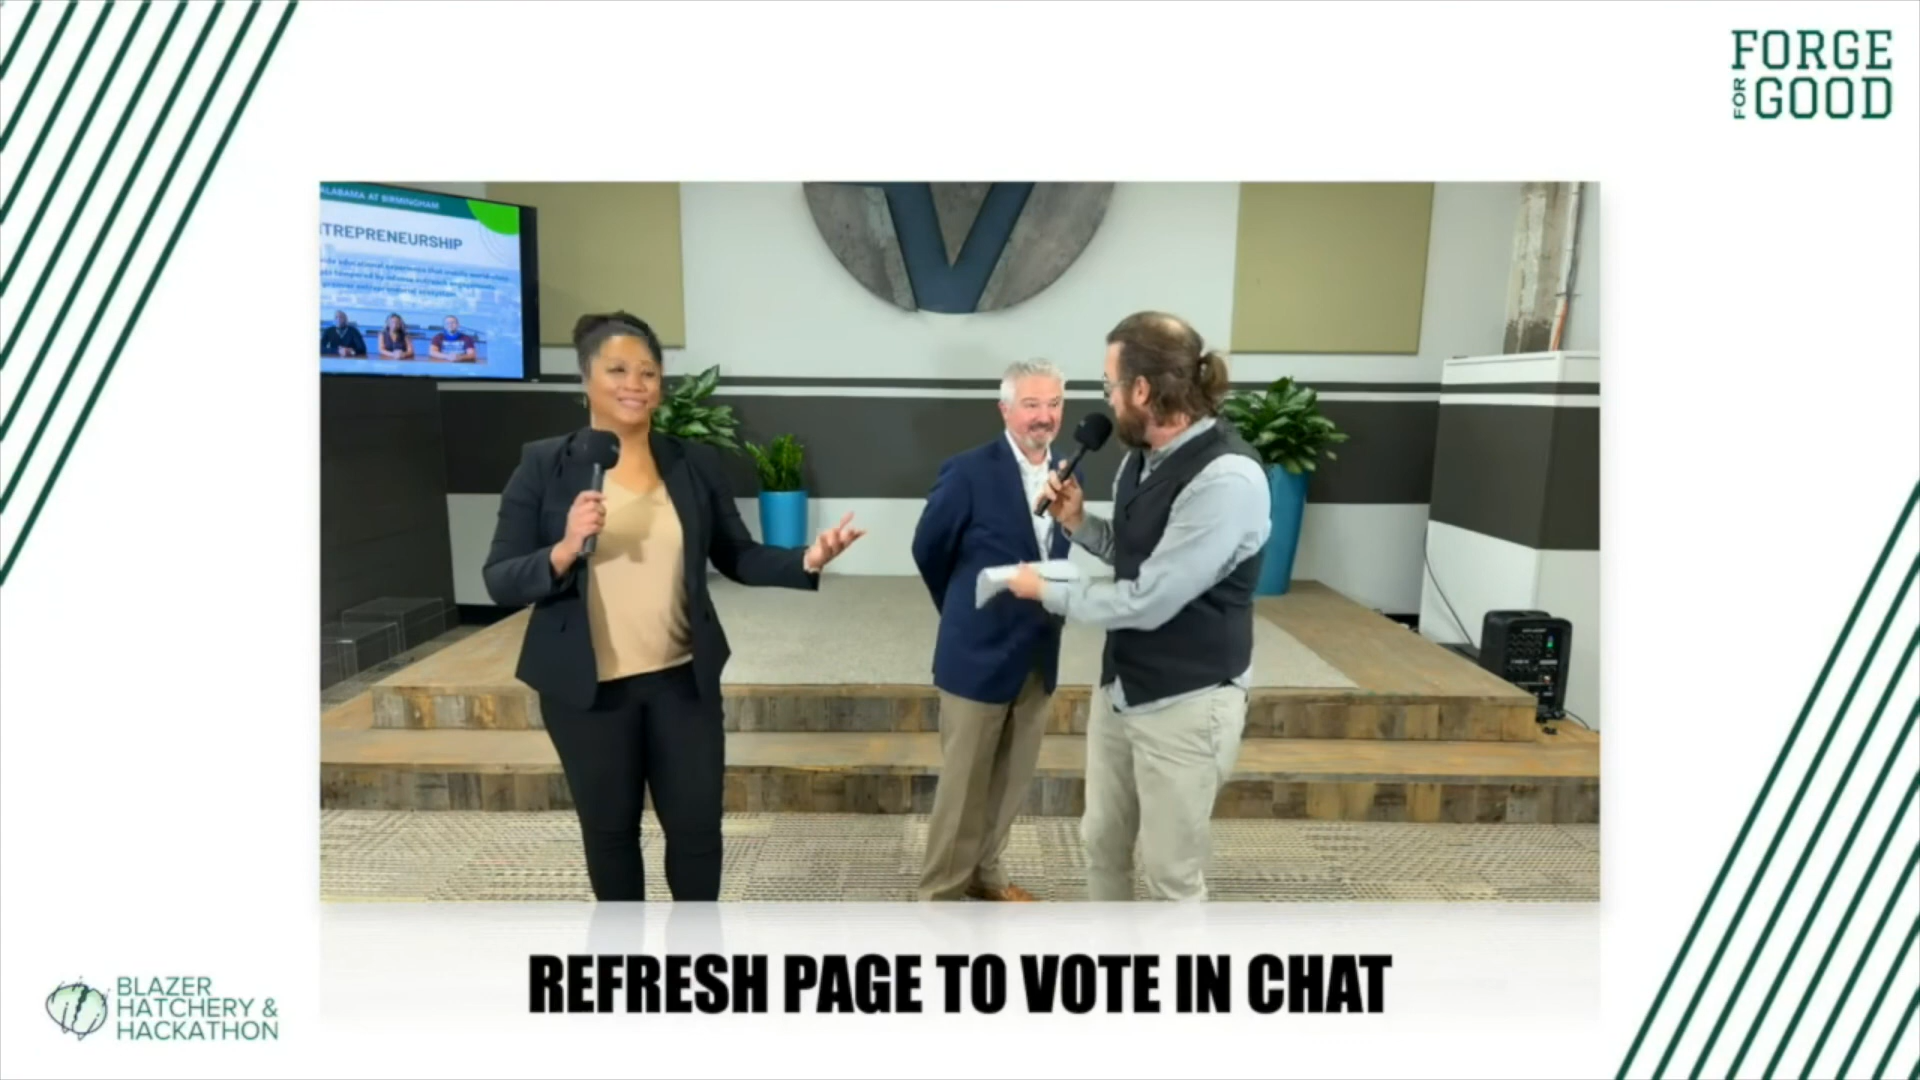 FORGE
FOR GOOD
ALABAMA AT BIRMINGHAM
TREPRENEURSHIP
REFRESH PAGE TO VOTE IN CHAT
BLAZER
HATCHERY &
HACKATHON